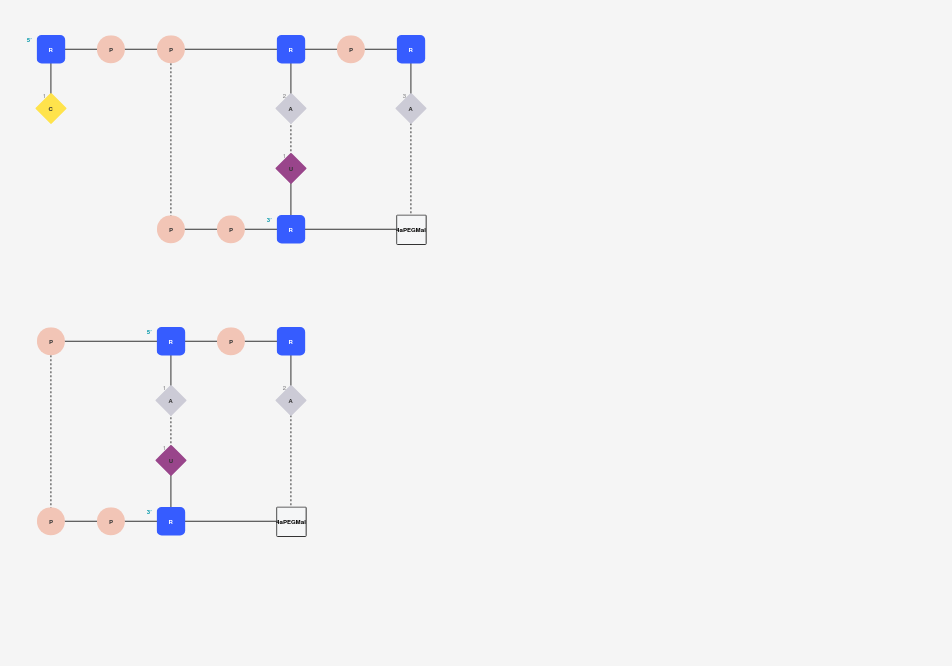 5'
R P P R P R
1 2 3
C A A
1
U
3'
P P R 4aPEGMal
5'
P R P R
1 2
A A
1
U
3'
P P R 4aPEGMal